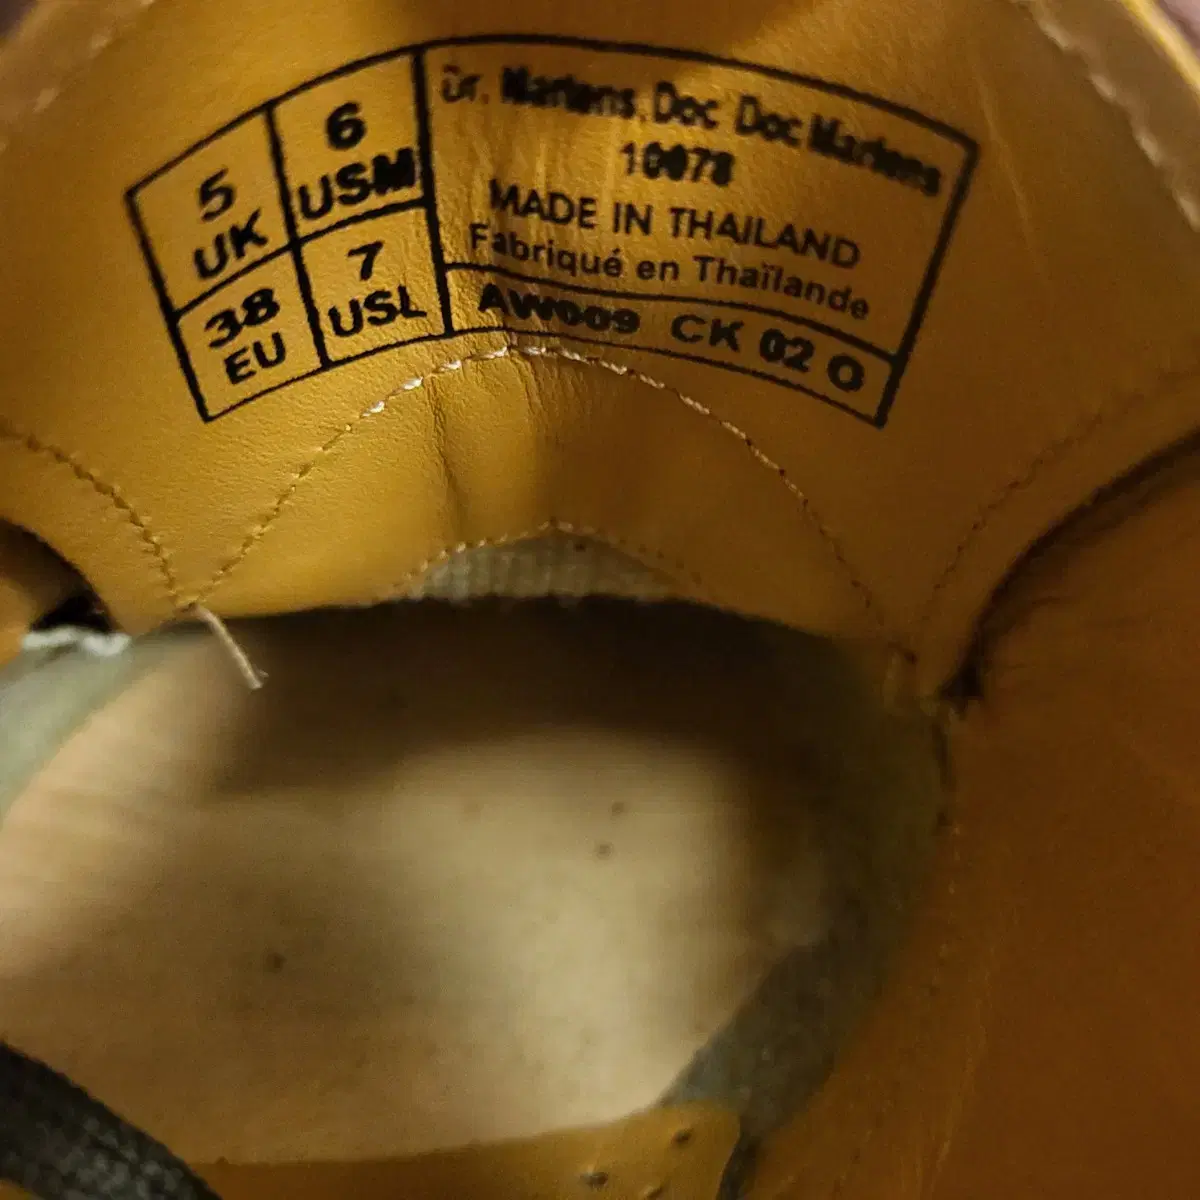 5
UK
6
USM
38
EU
7
USL
Dr. Martens, Doc Doc Martens
10078
MADE IN THAILAND
Fabriqué en Thaïlande
AW009 CK 02 O